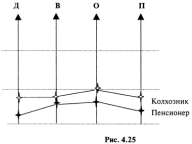 Д В О П
Колхозник
Пенсионер
Рис. 4.25